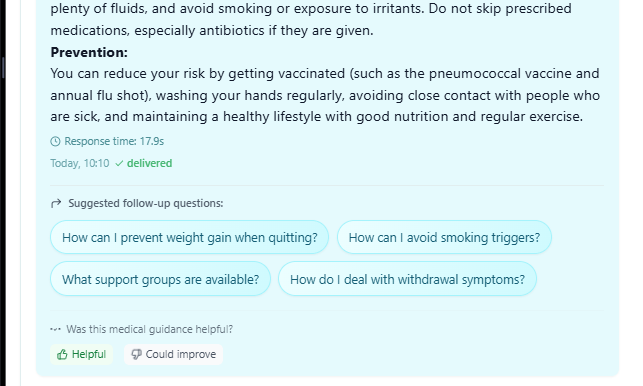 plenty of fluids, and avoid smoking or exposure to irritants. Do not skip prescribed
medications, especially antibiotics if they are given.
Prevention:
You can reduce your risk by getting vaccinated (such as the pneumococcal vaccine and
annual flu shot), washing your hands regularly, avoiding close contact with people who
are sick, and maintaining a healthy lifestyle with good nutrition and regular exercise.
Response time: 17.9s
Today, 10:10 ✓ delivered
Suggested follow-up questions:
How can I prevent weight gain when quitting? How can I avoid smoking triggers?
What support groups are available? How do I deal with withdrawal symptoms?
Was this medical guidance helpful?
Helpful Could improve